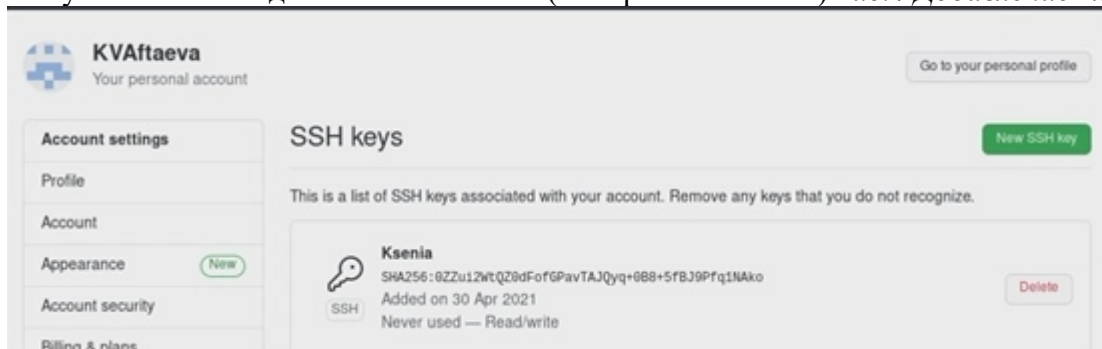 KVAftaeva
Your personal account
Go to your personal profile
Account settings
Profile
Account
Appearance New
Account security
Billing & plans
SSH keys
New SSH key
This is a list of SSH keys associated with your account. Remove any keys that you do not recognize.
Ksenia
SHA256:0ZZui2WtQZ0dFofGPavTAJQyq+0B8+5fBJ9Pfq1NAko
Added on 30 Apr 2021
SSH
Never used — Read/write
Delete